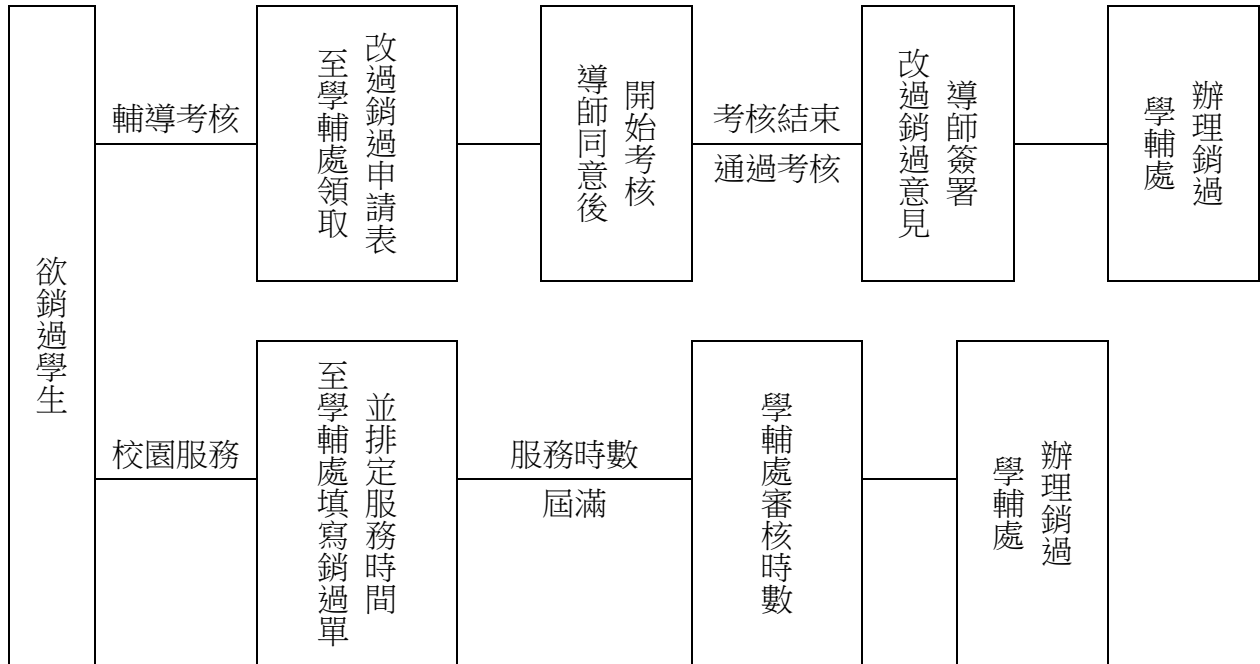 欲銷過學生
輔導考核
至學輔處領取
改過銷過申請表
導師同意後
開始考核
考核結束
通過考核
導師簽署
改過銷過意見
學輔處
辦理銷過
校園服務
至學輔處填寫銷過單
並排定服務時間
服務時數
屆滿
學輔處審核時數
學輔處
辦理銷過